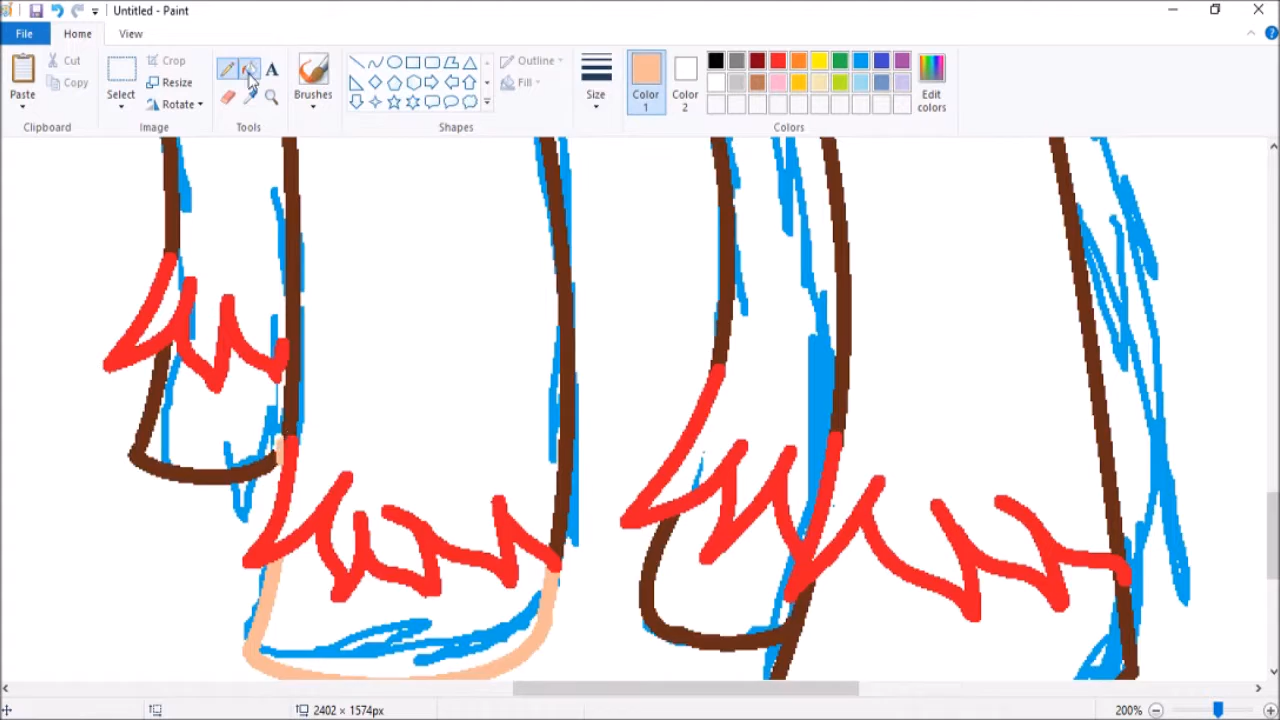 Untitled - Paint
File Home View
Cut
Copy
Paste
Clipboard
Select
Crop
Resize
Rotate
Image
A
Tools
Brushes
Outline
Fill
Shapes
Size
Color 1
Color 2
Edit colors
Colors
2402 × 1574px
200%